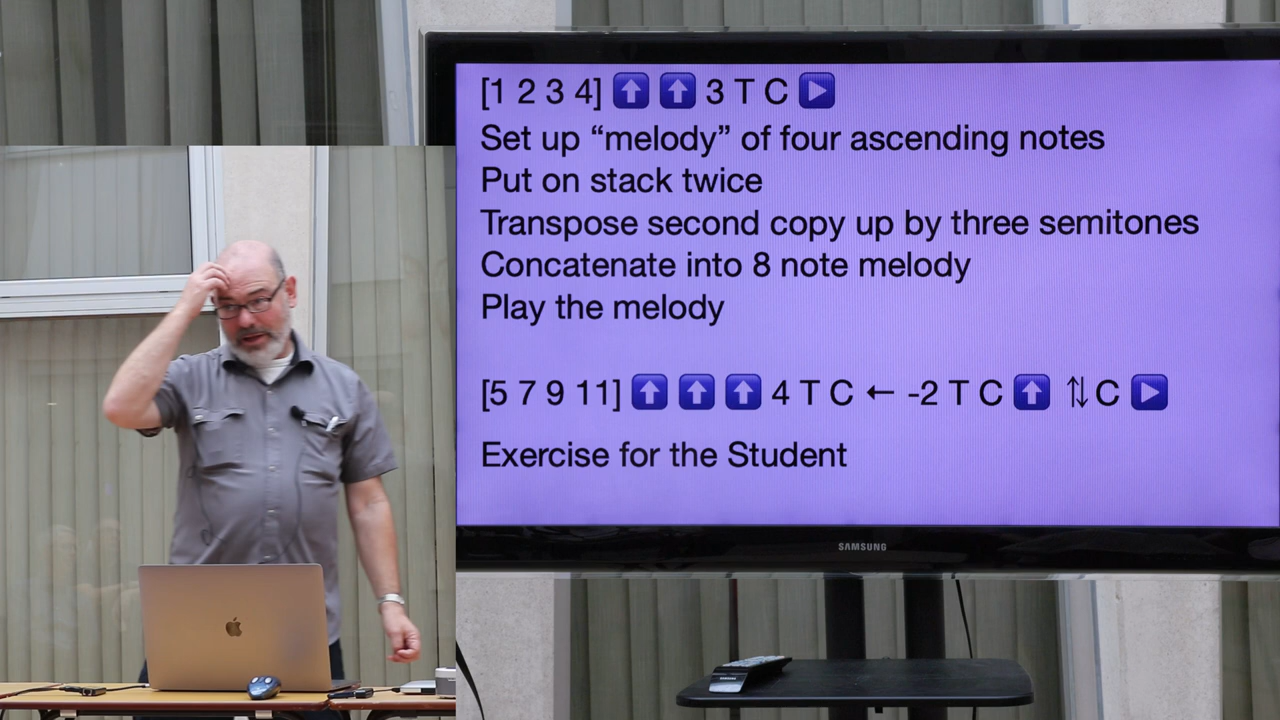 [1 2 3 4] ⬆️ ⬆️ 3 T C ▶️
Set up “melody” of four ascending notes
Put on stack twice
Transpose second copy up by three semitones
Concatenate into 8 note melody
Play the melody
[5 7 9 11] ⬆️ ⬆️ ⬆️ 4 T C ← -2 T C ⬆️ ⇅ C ▶️
Exercise for the Student
SAMSUNG